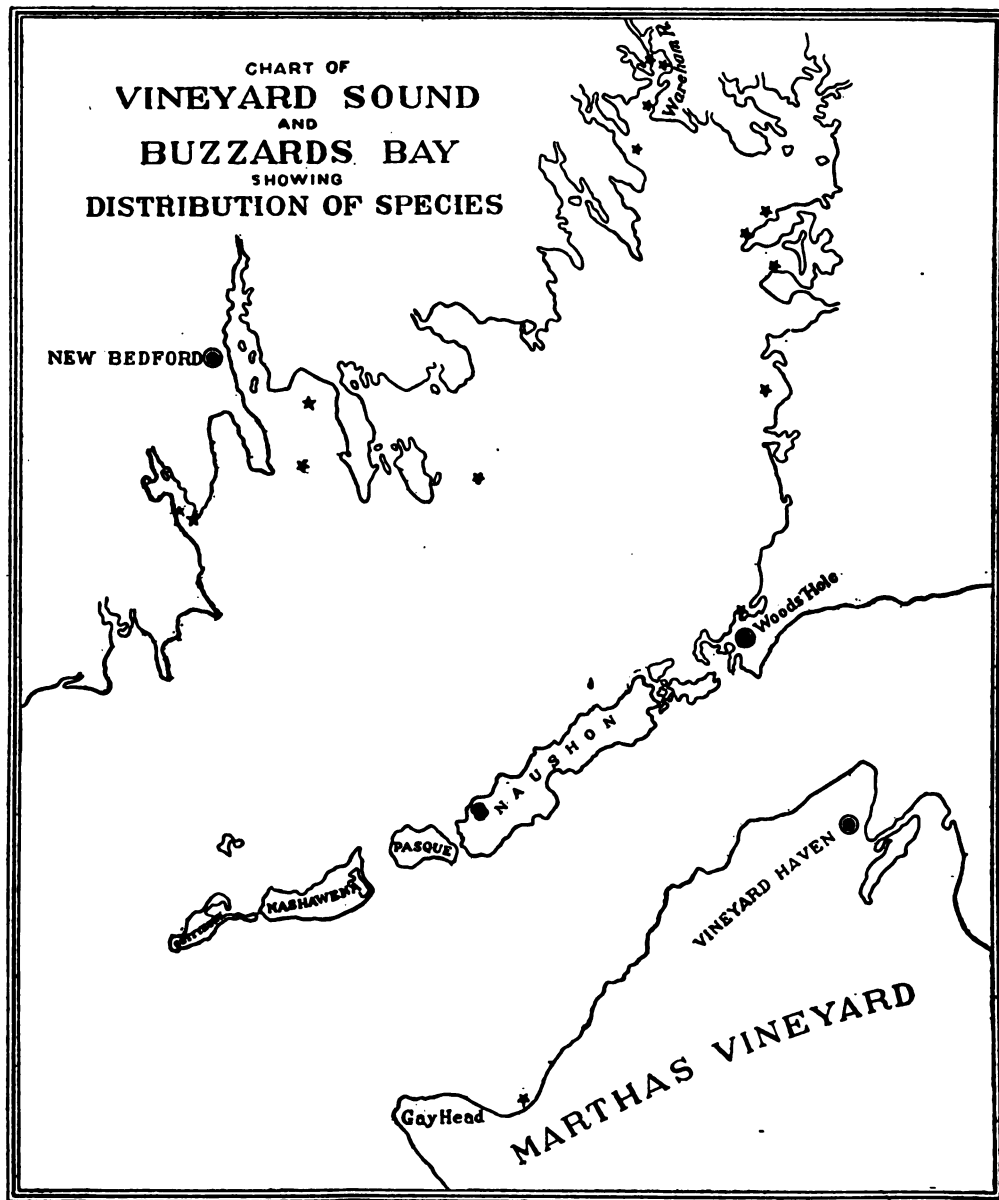 CHART OF
VINEYARD SOUND
AND
BUZZARDS BAY
SHOWING
DISTRIBUTION OF SPECIES
Wareham R.
NEW BEDFORD
Woods Hole
NAUSHON
PASQUE
NASHAWENA
VINEYARD HAVEN
MARTHAS VINEYARD
Gay Head